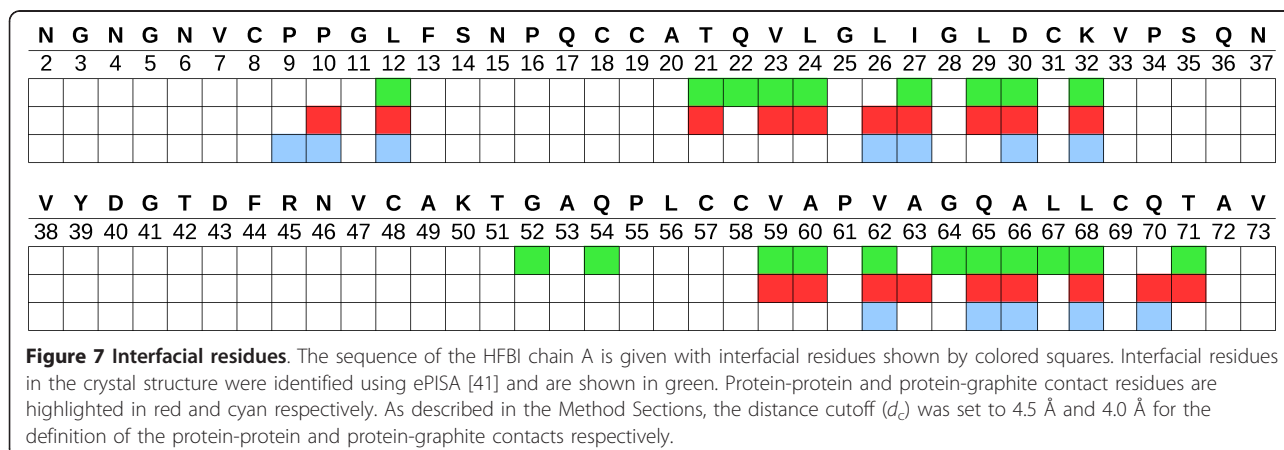 N G N G N V C P P G L F S N P Q C C A T Q V L G L I G L D C K V P S Q N
2 3 4 5 6 7 8 9 10 11 12 13 14 15 16 17 18 19 20 21 22 23 24 25 26 27 28 29 30 31 32 33 34 35 36 37
V Y D G T D F R N V C A K T G A Q P L C C V A P V A G Q A L L C Q T A V
38 39 40 41 42 43 44 45 46 47 48 49 50 51 52 53 54 55 56 57 58 59 60 61 62 63 64 65 66 67 68 69 70 71 72 73
Figure 7 Interfacial residues. The sequence of the HFBI chain A is given with interfacial residues shown by colored squares. Interfacial residues
in the crystal structure were identified using ePISA [41] and are shown in green. Protein-protein and protein-graphite contact residues are
highlighted in red and cyan respectively. As described in the Method Sections, the distance cutoff (dc) was set to 4.5 Å and 4.0 Å for the
definition of the protein-protein and protein-graphite contacts respectively.